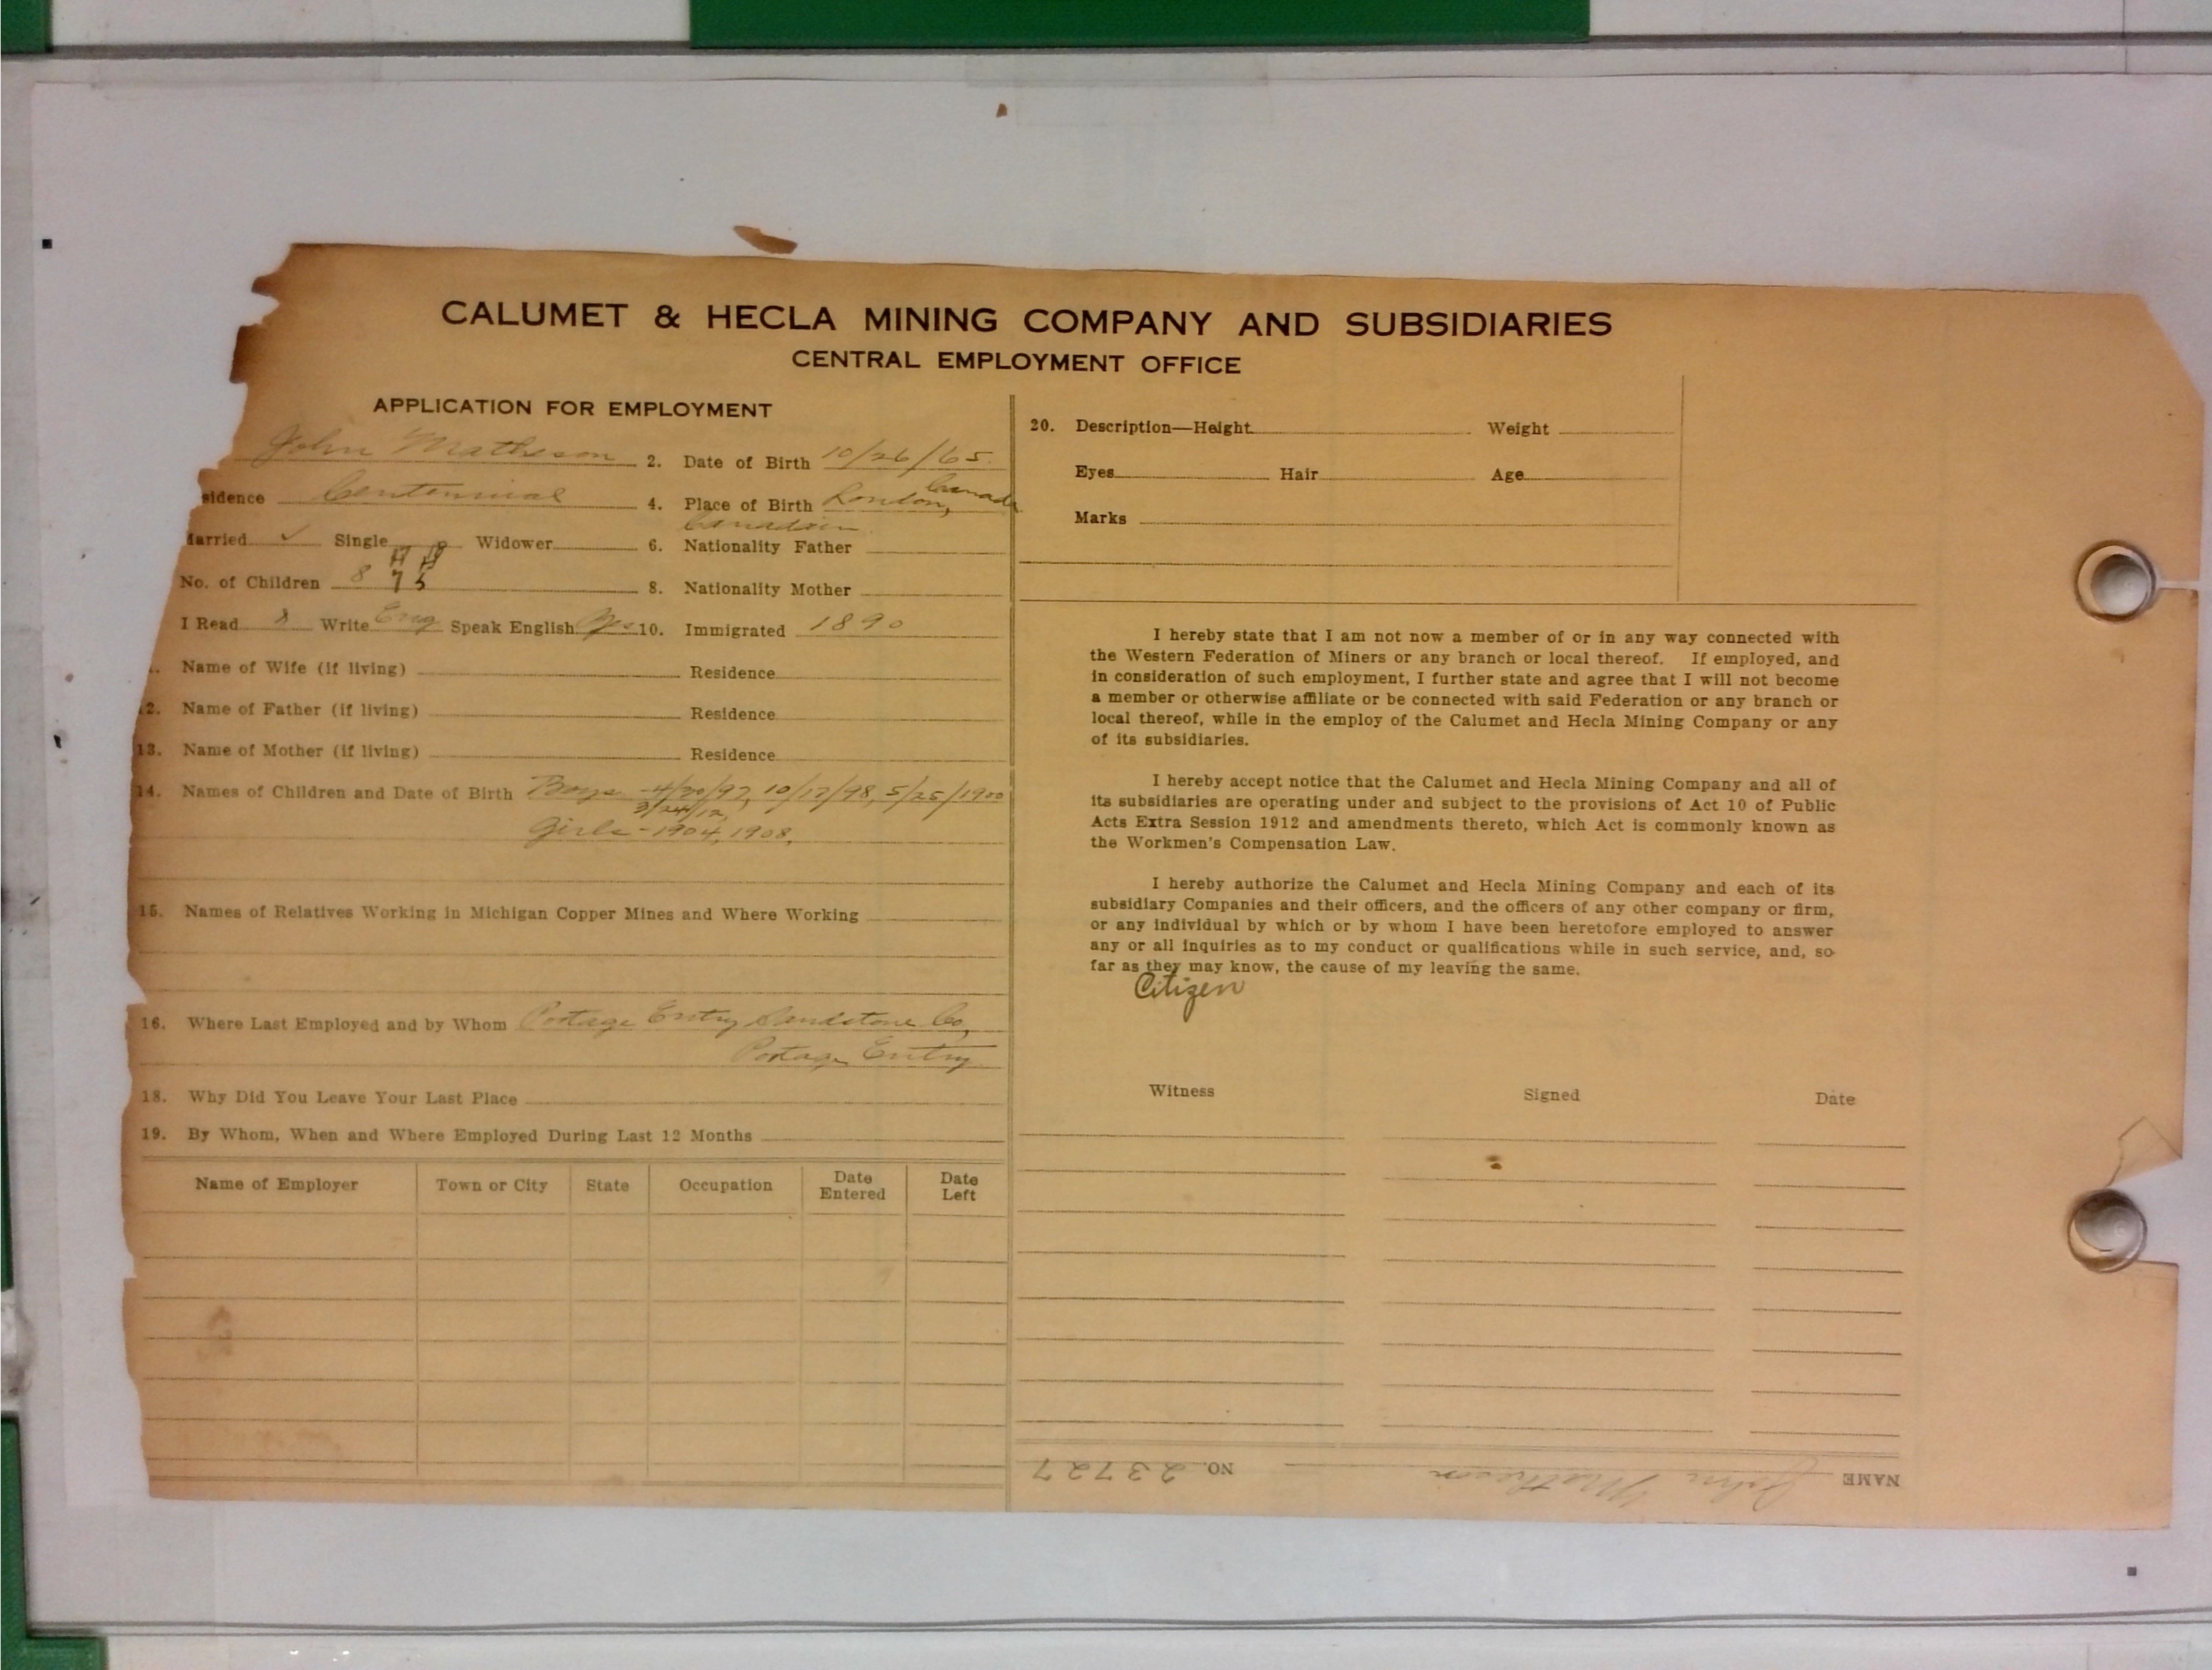 CALUMET & HECLA MINING COMPANY AND SUBSIDIARIES
CENTRAL EMPLOYMENT OFFICE
APPLICATION FOR EMPLOYMENT
John Matheson 2. Date of Birth 10/26/65
sidence Centennial 4. Place of Birth London, Canada
Canadian
Married ✓ Single Widower 6. Nationality Father
No. of Children 8 7 5 8. Nationality Mother
I Read Write Eng Speak English Yes 10. Immigrated 1890
Name of Wife (if living) Residence
12. Name of Father (if living) Residence
13. Name of Mother (if living) Residence
14. Names of Children and Date of Birth Boys - 4/20/97, 10/17/98, 5/25/1900
3/24/12,
Girls - 1904, 1908,
15. Names of Relatives Working in Michigan Copper Mines and Where Working
16. Where Last Employed and by Whom Portage Entry Sandstone Co,
Portage Entry
18. Why Did You Leave Your Last Place
19. By Whom, When and Where Employed During Last 12 Months
Name of Employer Town or City State Occupation Date Entered Date Left
20. Description—Height Weight
Eyes Hair Age
Marks
I hereby state that I am not now a member of or in any way connected with
the Western Federation of Miners or any branch or local thereof. If employed, and
in consideration of such employment, I further state and agree that I will not become
a member or otherwise affiliate or be connected with said Federation or any branch or
local thereof, while in the employ of the Calumet and Hecla Mining Company or any
of its subsidiaries.
I hereby accept notice that the Calumet and Hecla Mining Company and all of
its subsidiaries are operating under and subject to the provisions of Act 10 of Public
Acts Extra Session 1912 and amendments thereto, which Act is commonly known as
the Workmen's Compensation Law.
I hereby authorize the Calumet and Hecla Mining Company and each of its
subsidiary Companies and their officers, and the officers of any other company or firm,
or any individual by which or by whom I have been heretofore employed to answer
any or all inquiries as to my conduct or qualifications while in such service, and, so
far as they may know, the cause of my leaving the same.
Citizen
Witness Signed Date
NAME John Matheson NO. 23727